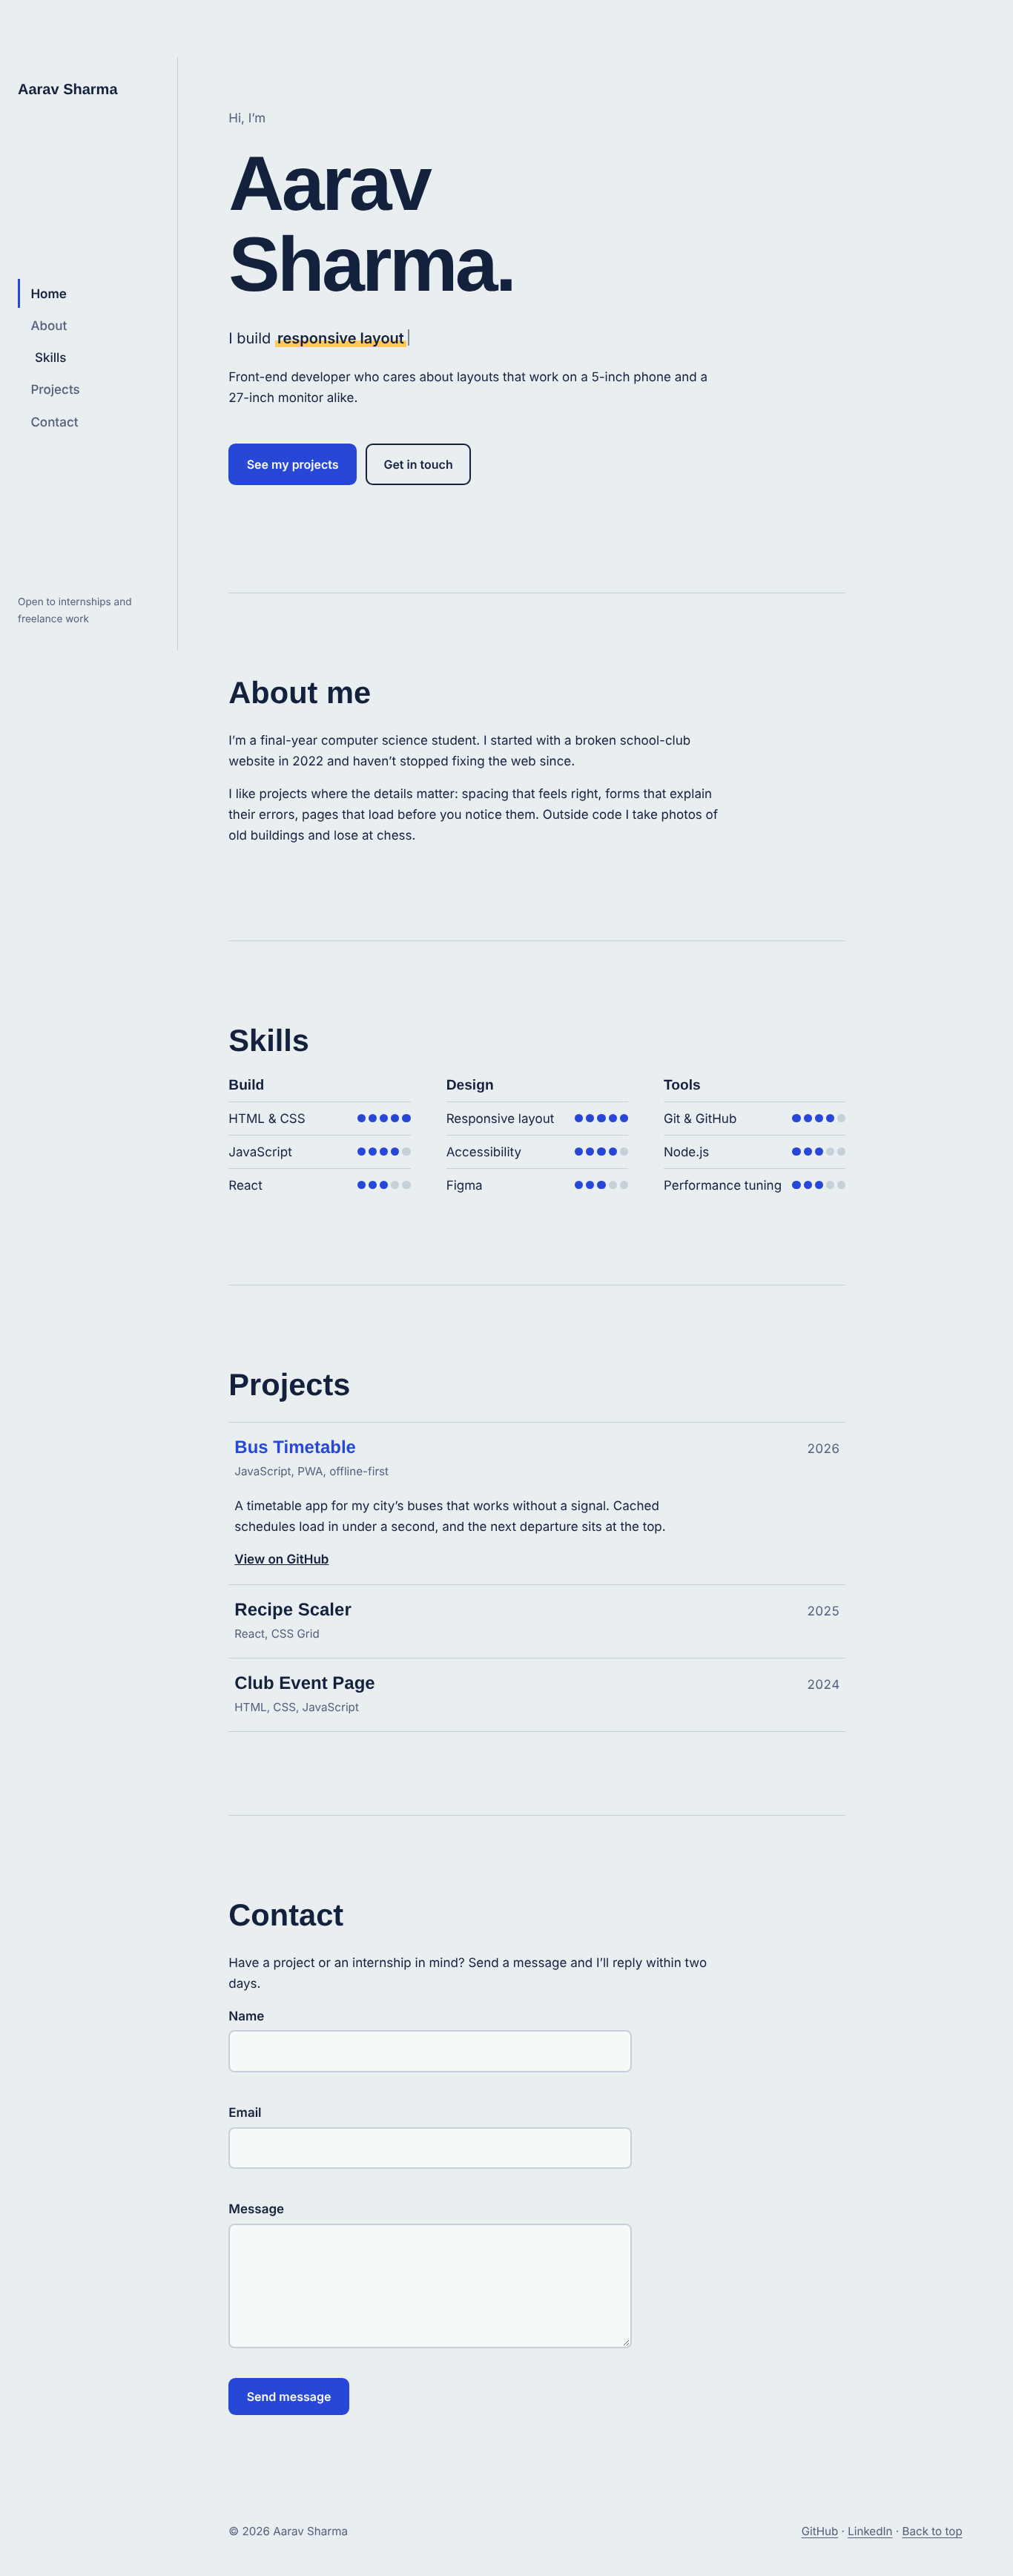 Aarav Sharma
Home
About
Skills
Projects
Contact
Open to internships and
freelance work
Hi, I’m
Aarav
Sharma.
I build responsive layout
Front-end developer who cares about layouts that work on a 5-inch phone and a
27-inch monitor alike.
See my projects
Get in touch
About me
I’m a final-year computer science student. I started with a broken school-club
website in 2022 and haven’t stopped fixing the web since.
I like projects where the details matter: spacing that feels right, forms that explain
their errors, pages that load before you notice them. Outside code I take photos of
old buildings and lose at chess.
Skills
Build
HTML & CSS
JavaScript
React
Design
Responsive layout
Accessibility
Figma
Tools
Git & GitHub
Node.js
Performance tuning
Projects
Bus Timetable 2026
JavaScript, PWA, offline-first
A timetable app for my city’s buses that works without a signal. Cached
schedules load in under a second, and the next departure sits at the top.
View on GitHub
Recipe Scaler 2025
React, CSS Grid
Club Event Page 2024
HTML, CSS, JavaScript
Contact
Have a project or an internship in mind? Send a message and I’ll reply within two
days.
Name
Email
Message
Send message
© 2026 Aarav Sharma GitHub · LinkedIn · Back to top